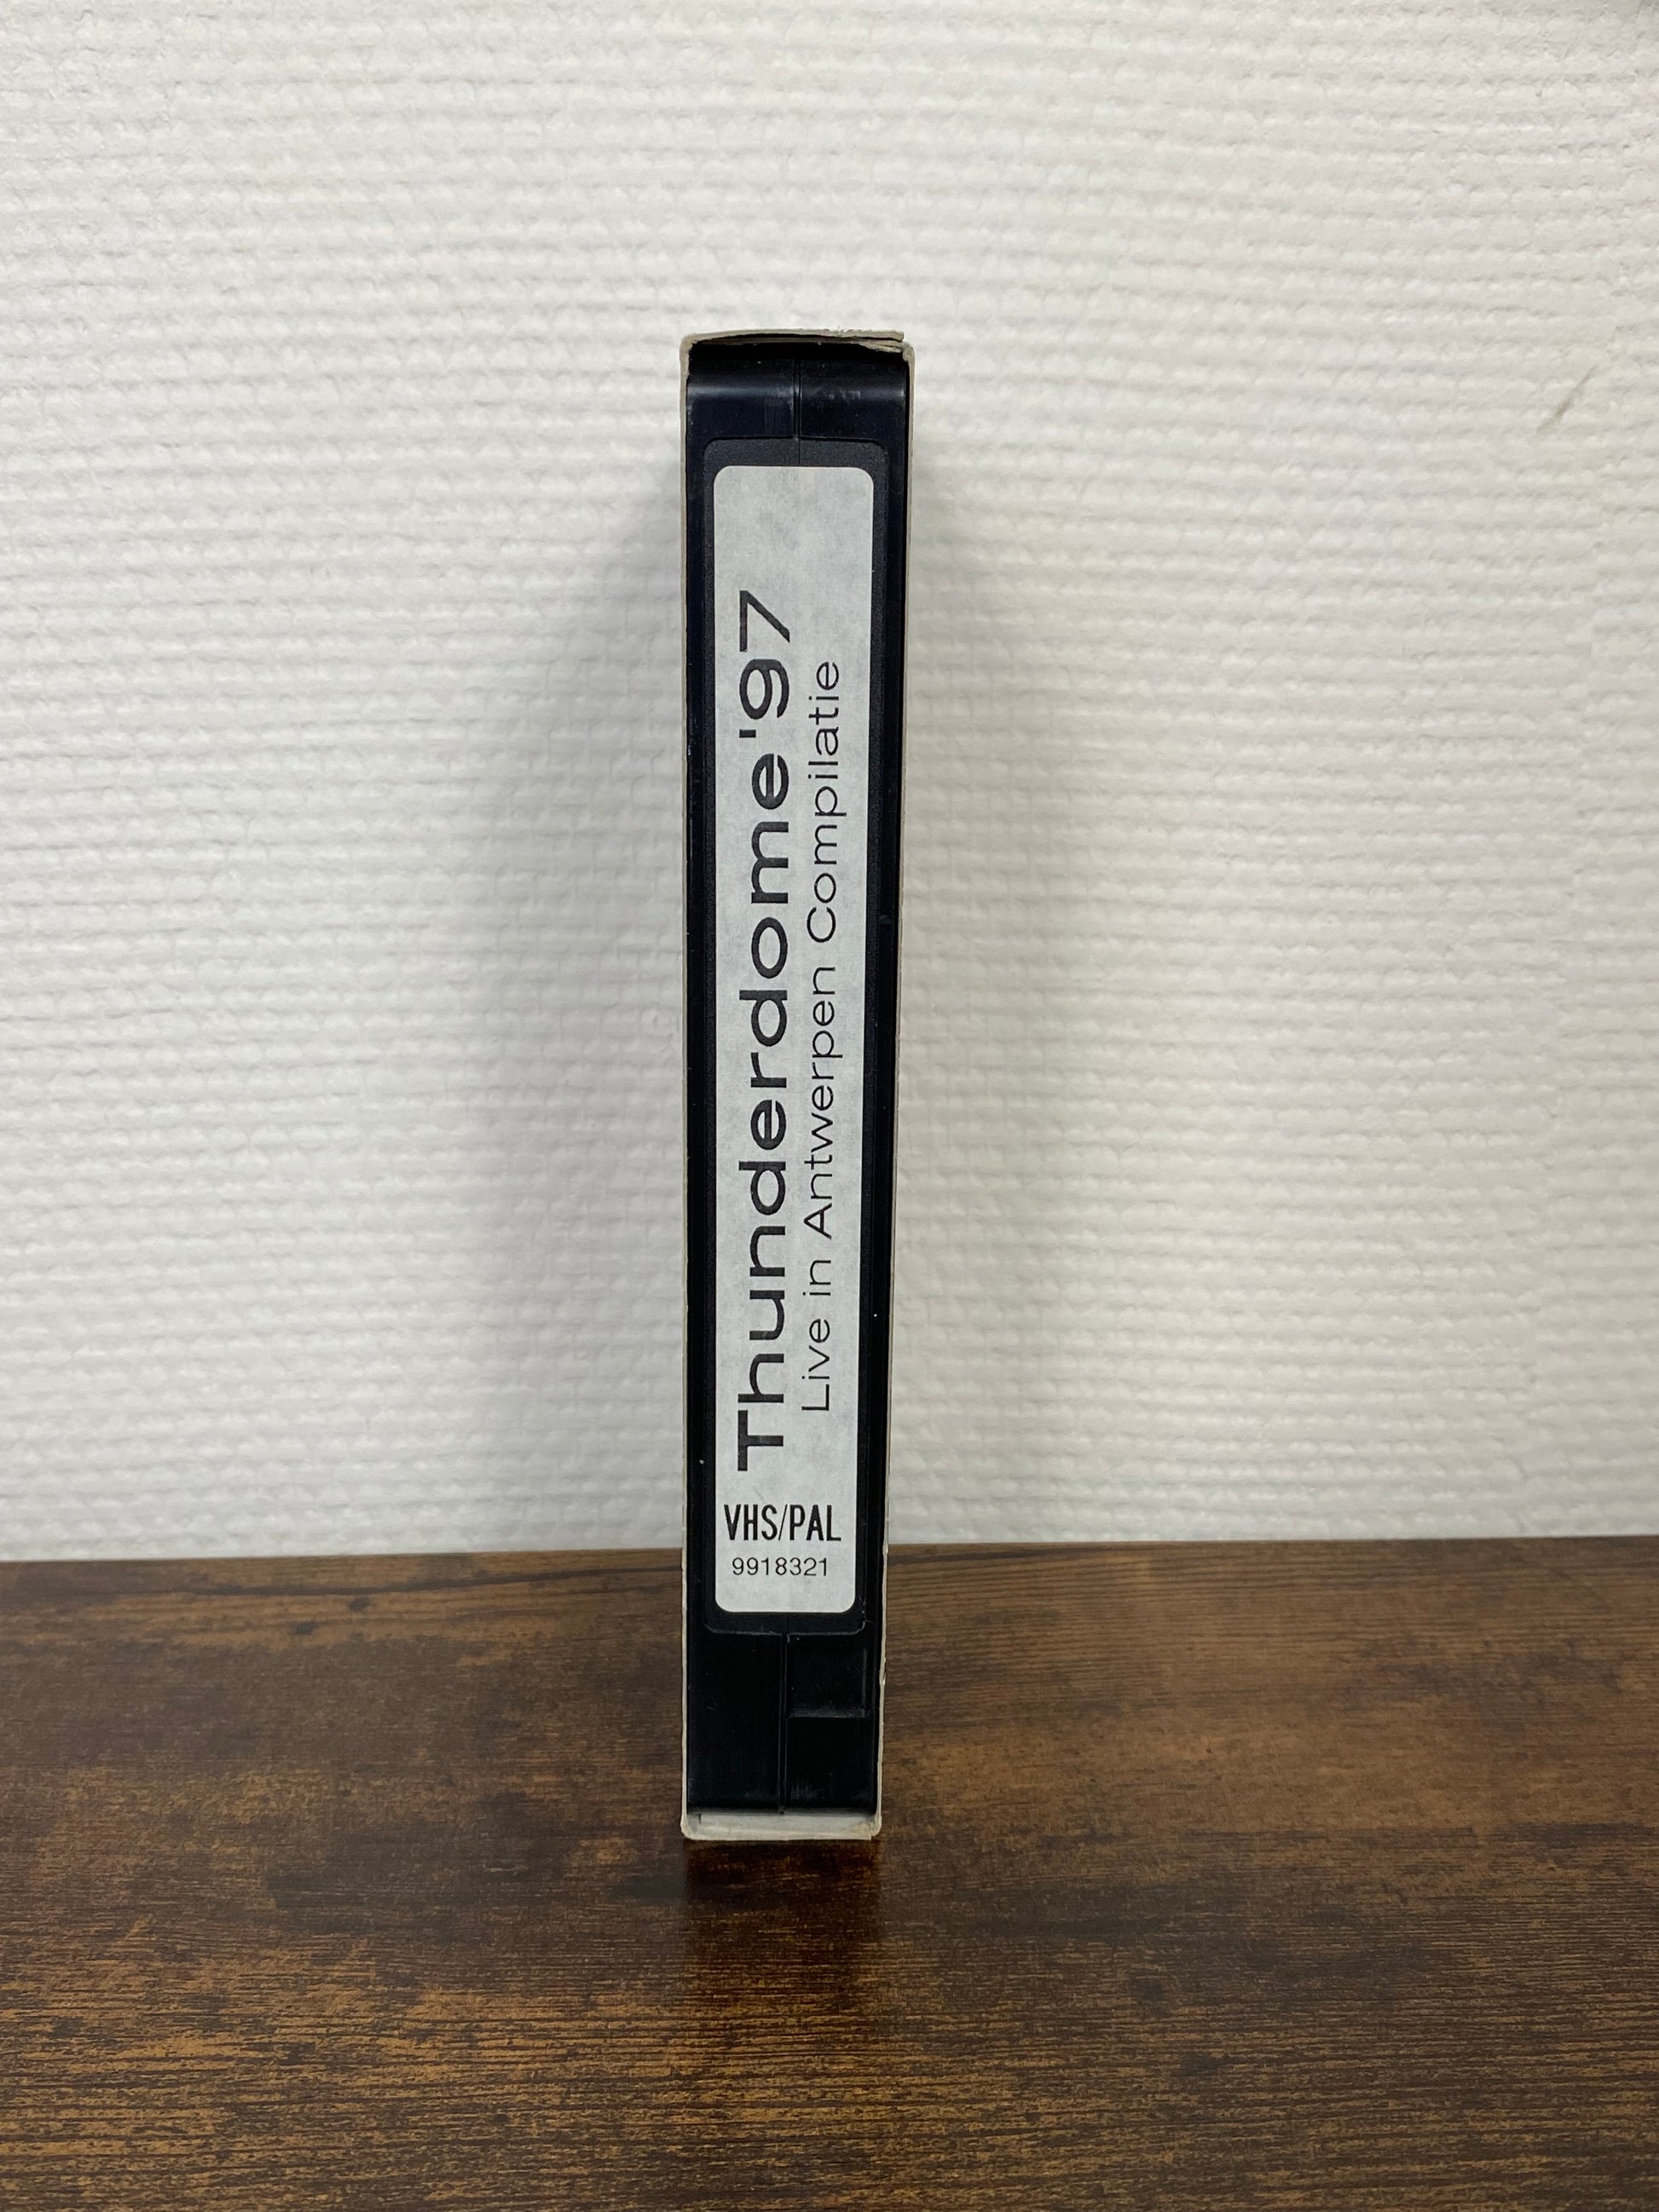 Thunderdome'97
Live in Antwerpen Compilatie
VHS/PAL
9918321